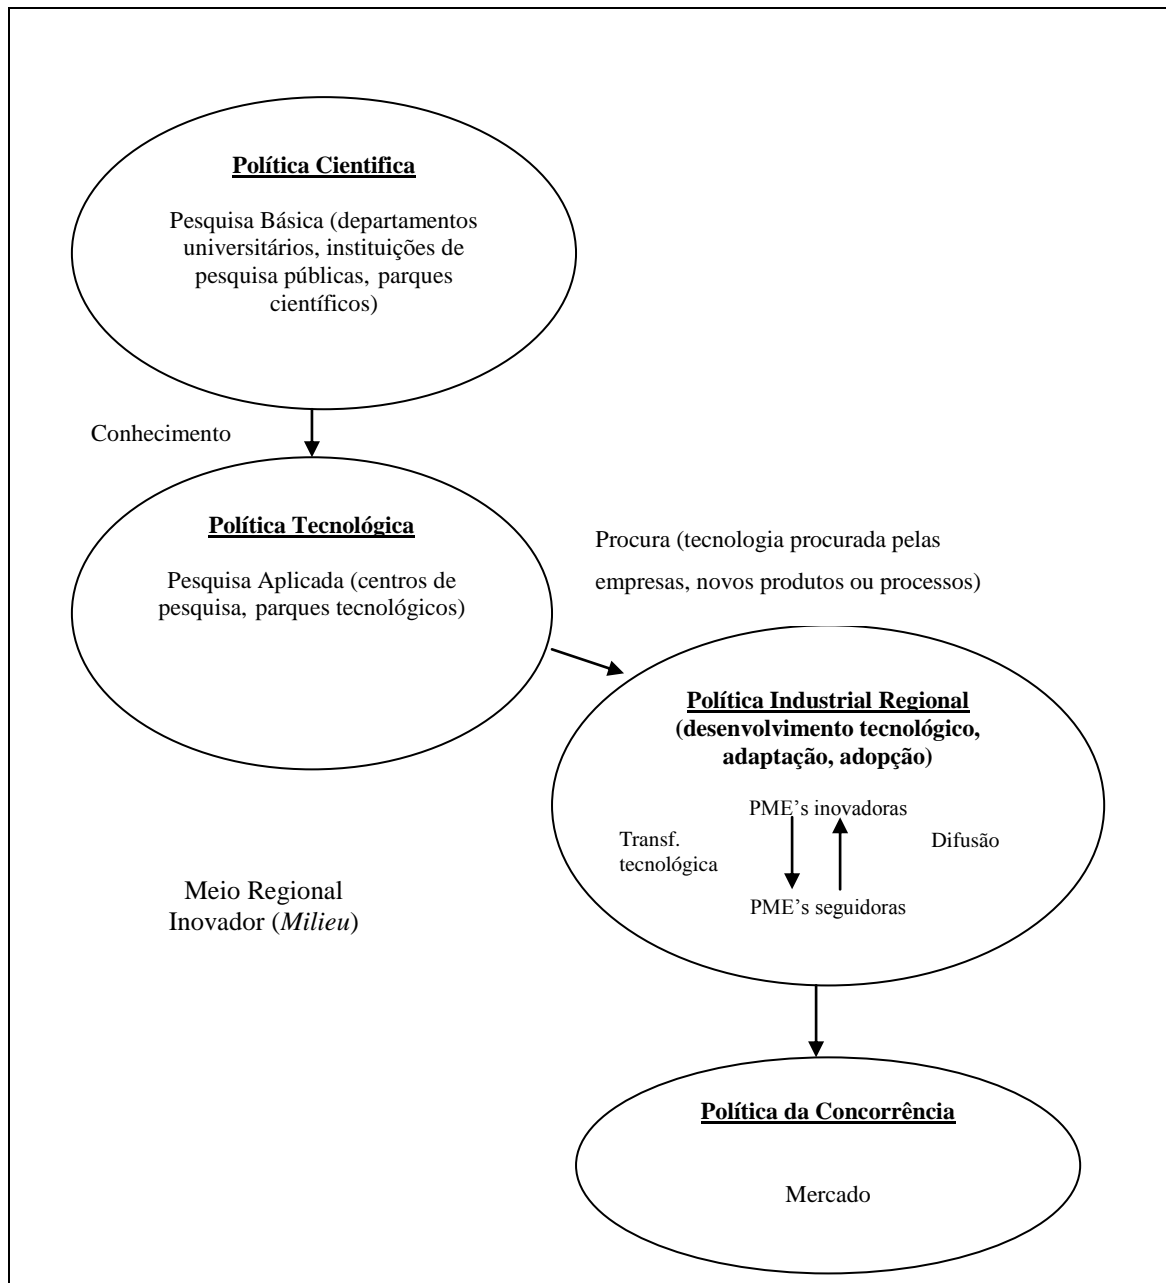 Política Cientifica
Pesquisa Básica (departamentos
universitários, instituições de
pesquisa públicas, parques
científicos)
Conhecimento
Política Tecnológica
Pesquisa Aplicada (centros de
pesquisa, parques tecnológicos)
Procura (tecnologia procurada pelas
empresas, novos produtos ou processos)
Política Industrial Regional
(desenvolvimento tecnológico,
adaptação, adopção)
PME's inovadoras
Transf.
tecnológica
Difusão
PME's seguidoras
Meio Regional
Inovador (Milieu)
Política da Concorrência
Mercado